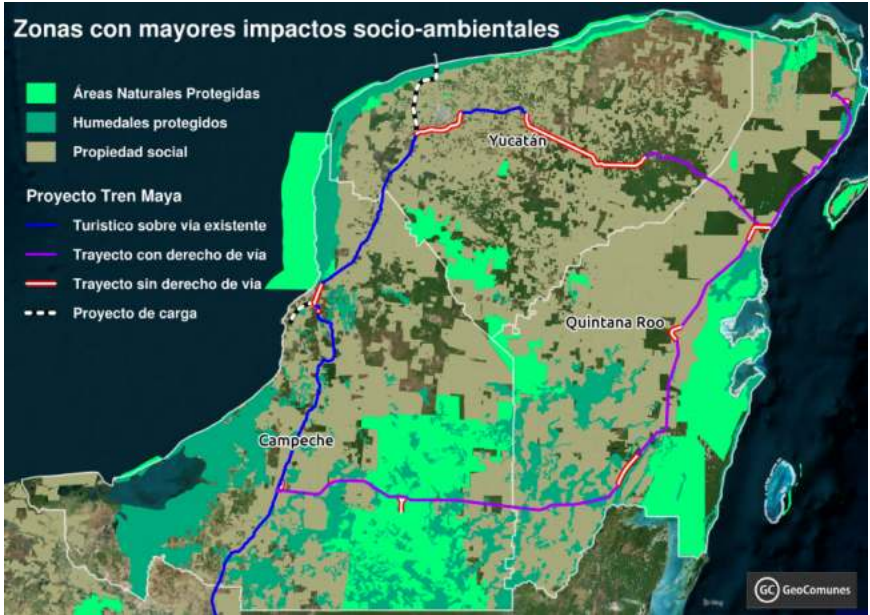 Zonas con mayores impactos socio-ambientales
Áreas Naturales Protegidas
Humedales protegidos
Propiedad social
Proyecto Tren Maya
Turistico sobre vía existente
Trayecto con derecho de vía
Trayecto sin derecho de via
Proyecto de carga
Yucatán
Quintana Roo
Campeche
GC GeoComunes